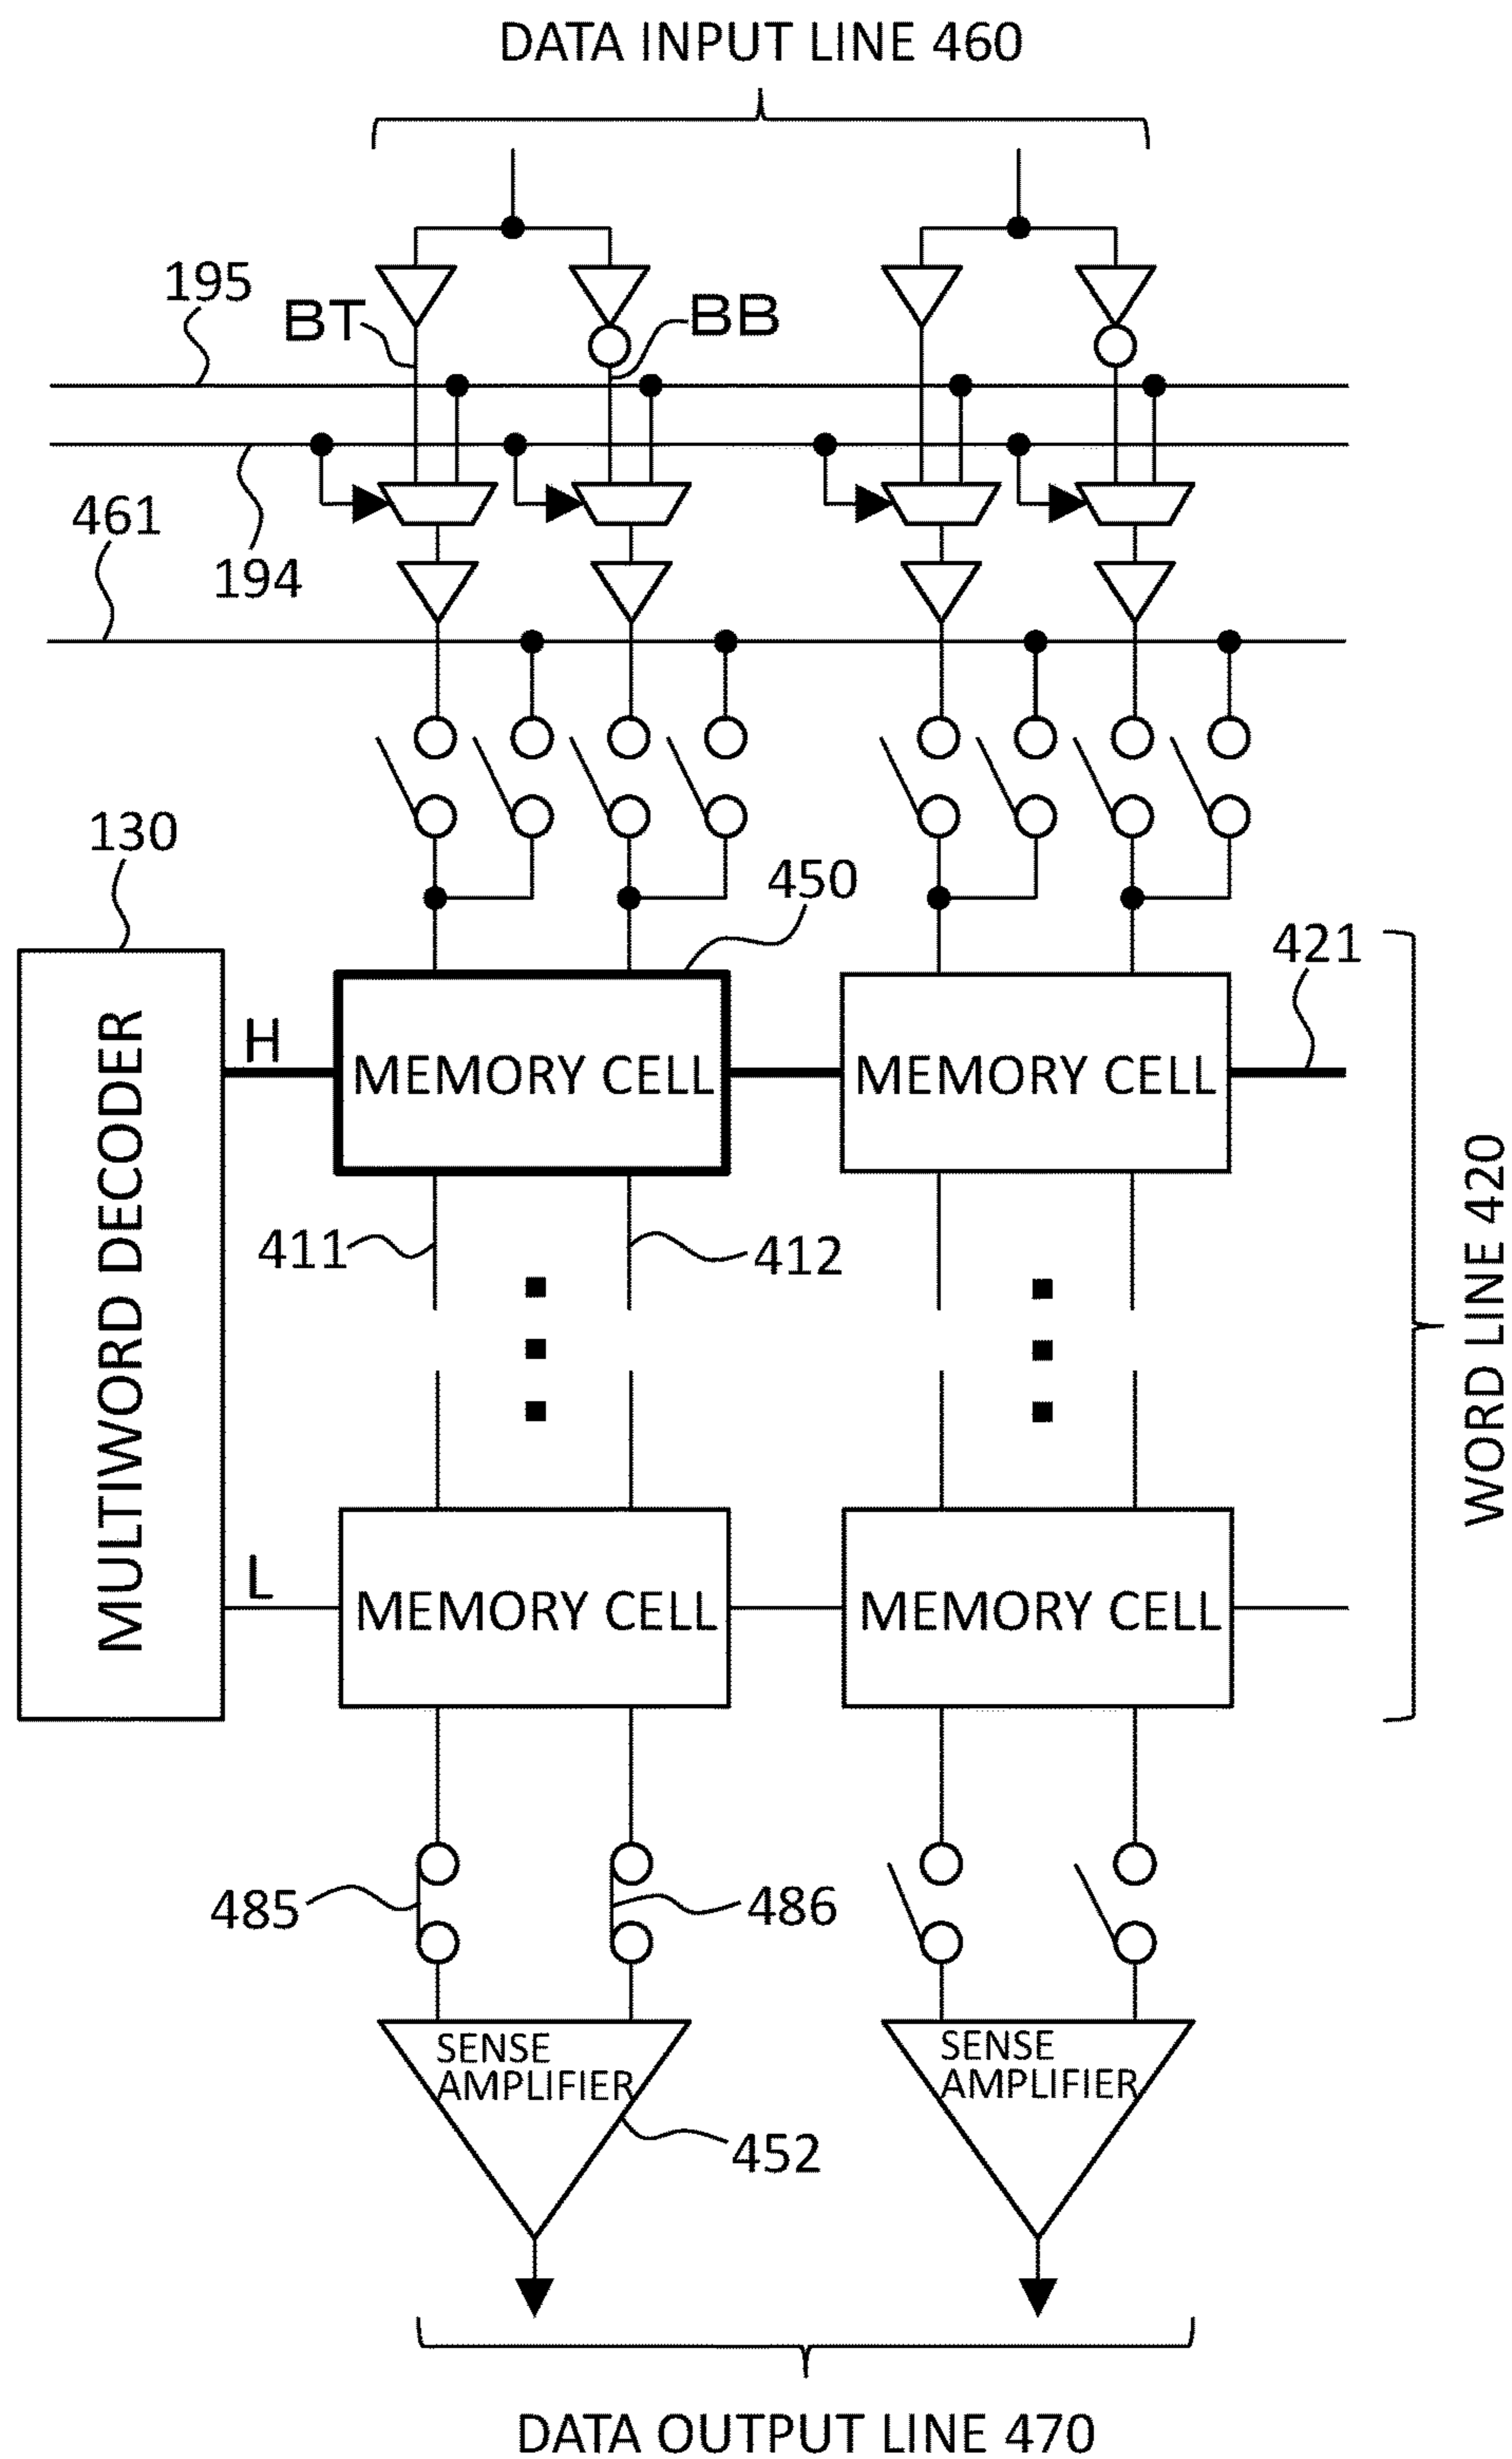 DATA INPUT LINE 460
195
BT
BB
461
194
130
450
421
H
MEMORY CELL
MEMORY CELL
MULTIWORD DECODER
411
412
WORD LINE 420
L
MEMORY CELL
MEMORY CELL
485
486
SENSE
AMPLIFIER
SENSE
AMPLIFIER
452
DATA OUTPUT LINE 470